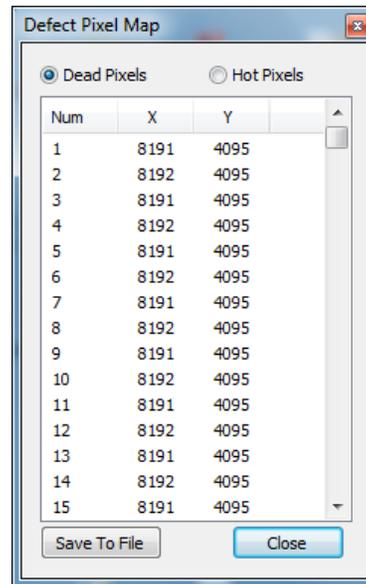 Defect Pixel Map
Dead Pixels Hot Pixels
Num X Y
1 8191 4095
2 8192 4095
3 8191 4095
4 8192 4095
5 8191 4095
6 8192 4095
7 8191 4095
8 8192 4095
9 8191 4095
10 8192 4095
11 8191 4095
12 8192 4095
13 8191 4095
14 8192 4095
15 8191 4095
Save To File Close